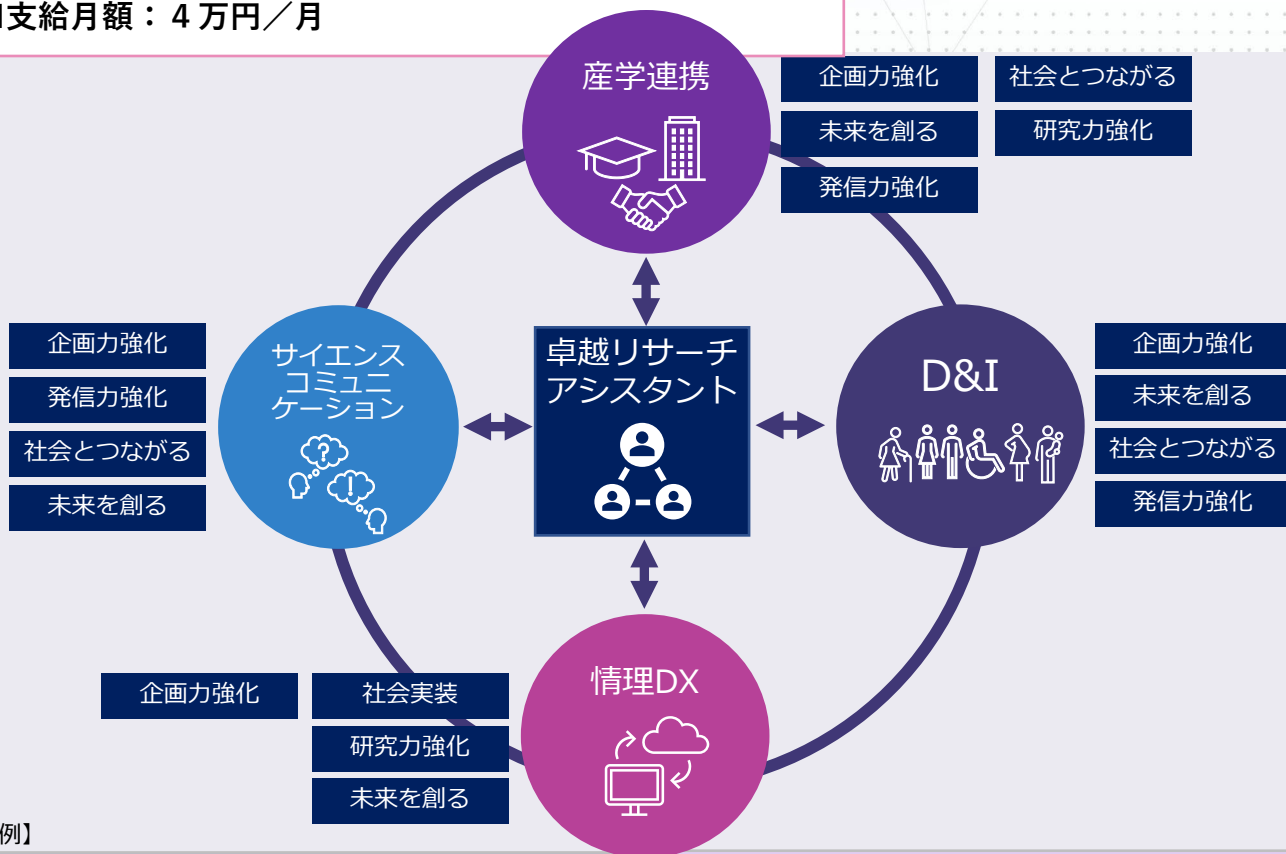 支給月額：４万円／月
産学連携
企画力強化
社会とつながる
未来を創る
研究力強化
発信力強化
企画力強化
発信力強化
社会とつながる
未来を創る
サイエンス
コミュニ
ケーション
卓越リサーチ
アシスタント
D&I
企画力強化
未来を創る
社会とつながる
発信力強化
情理DX
企画力強化
社会実装
研究力強化
未来を創る
例】